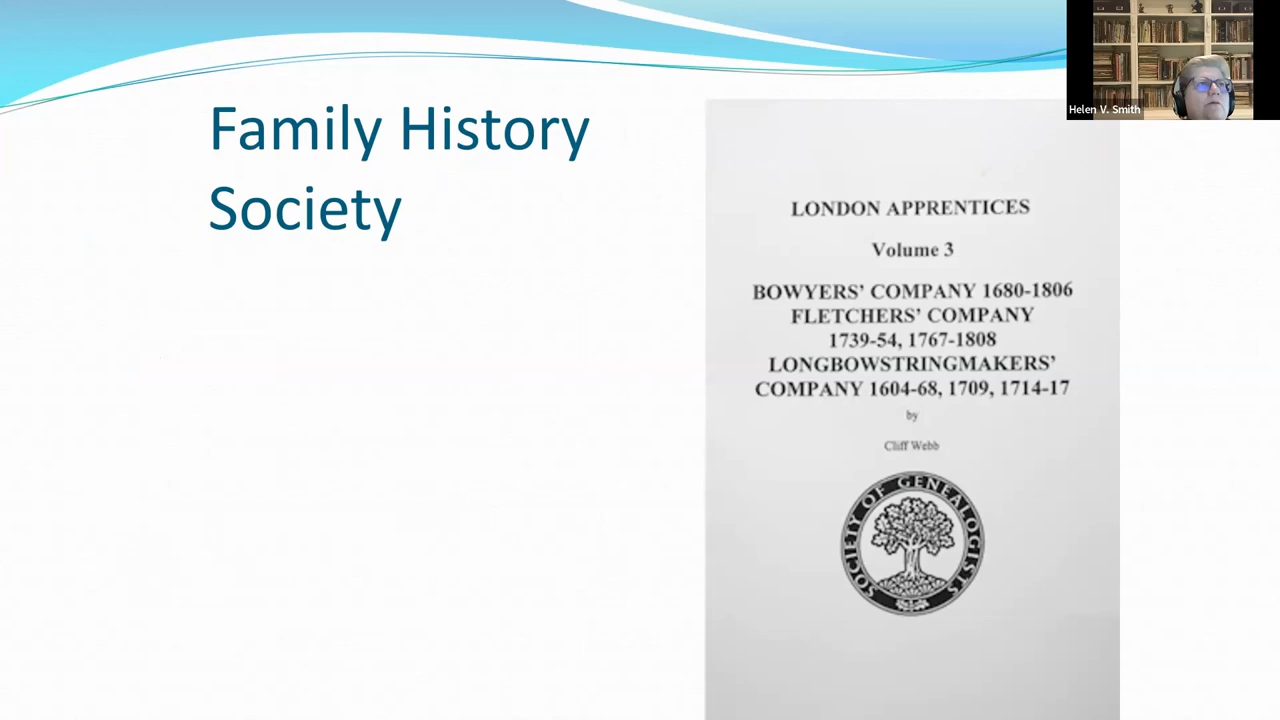 Family History
Society
Helen V. Smith
LONDON APPRENTICES
Volume 3
BOWYERS' COMPANY 1680-1806
FLETCHERS' COMPANY
1739-54, 1767-1808
LONGBOWSTRINGMAKERS'
COMPANY 1604-68, 1709, 1714-17
by
Cliff Webb
SOCIETY OF GENEALOGISTS